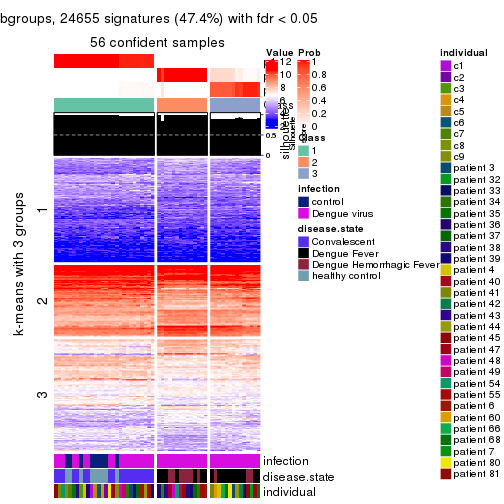 bgroups, 24655 signatures (47.4%) with fdr < 0.05
56 confident samples
k-means with 3 groups
1
2
3
1
0.5
0
silhouette
Silhouette
score
infection
disease.state
individual
Value
12
10
8
6
Prob
1
0.8
0.6
0.4
0.2
0
Class
1
2
3
infection
control
Dengue virus
disease.state
Convalescent
Dengue Fever
Dengue Hemorrhagic Fever
healthy control
individual
c1
c2
c3
c4
c5
c6
c7
c8
c9
patient 3
patient 32
patient 33
patient 34
patient 35
patient 36
patient 37
patient 38
patient 39
patient 4
patient 40
patient 41
patient 42
patient 43
patient 44
patient 45
patient 47
patient 48
patient 49
patient 54
patient 55
patient 6
patient 60
patient 66
patient 68
patient 7
patient 80
patient 81